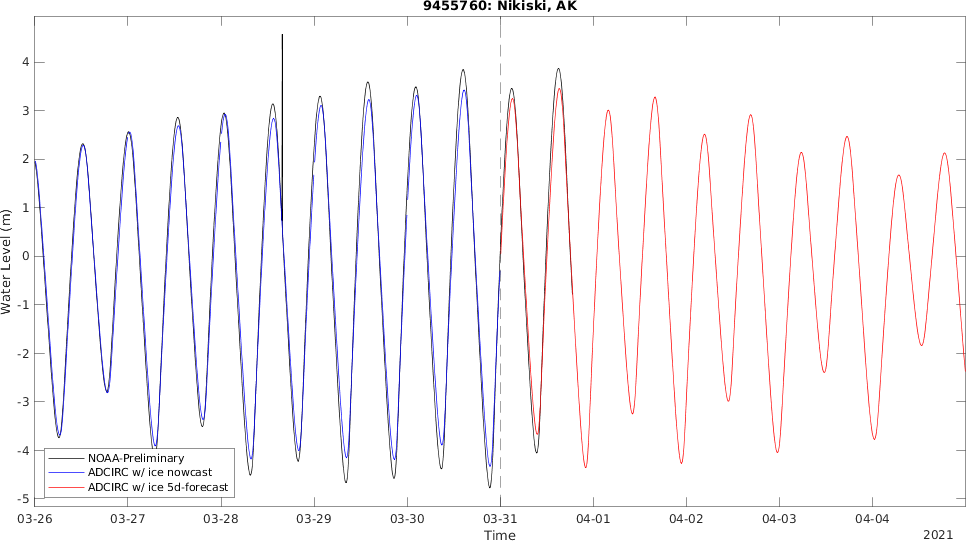 9455760: Nikiski, AK
Water Level (m)
4
3
2
1
0
-1
-2
-3
-4
-5
NOAA-Preliminary
ADCIRC w/ ice nowcast
ADCIRC w/ ice 5d-forecast
03-26 03-27 03-28 03-29 03-30 03-31 04-01 04-02 04-03 04-04
Time
2021